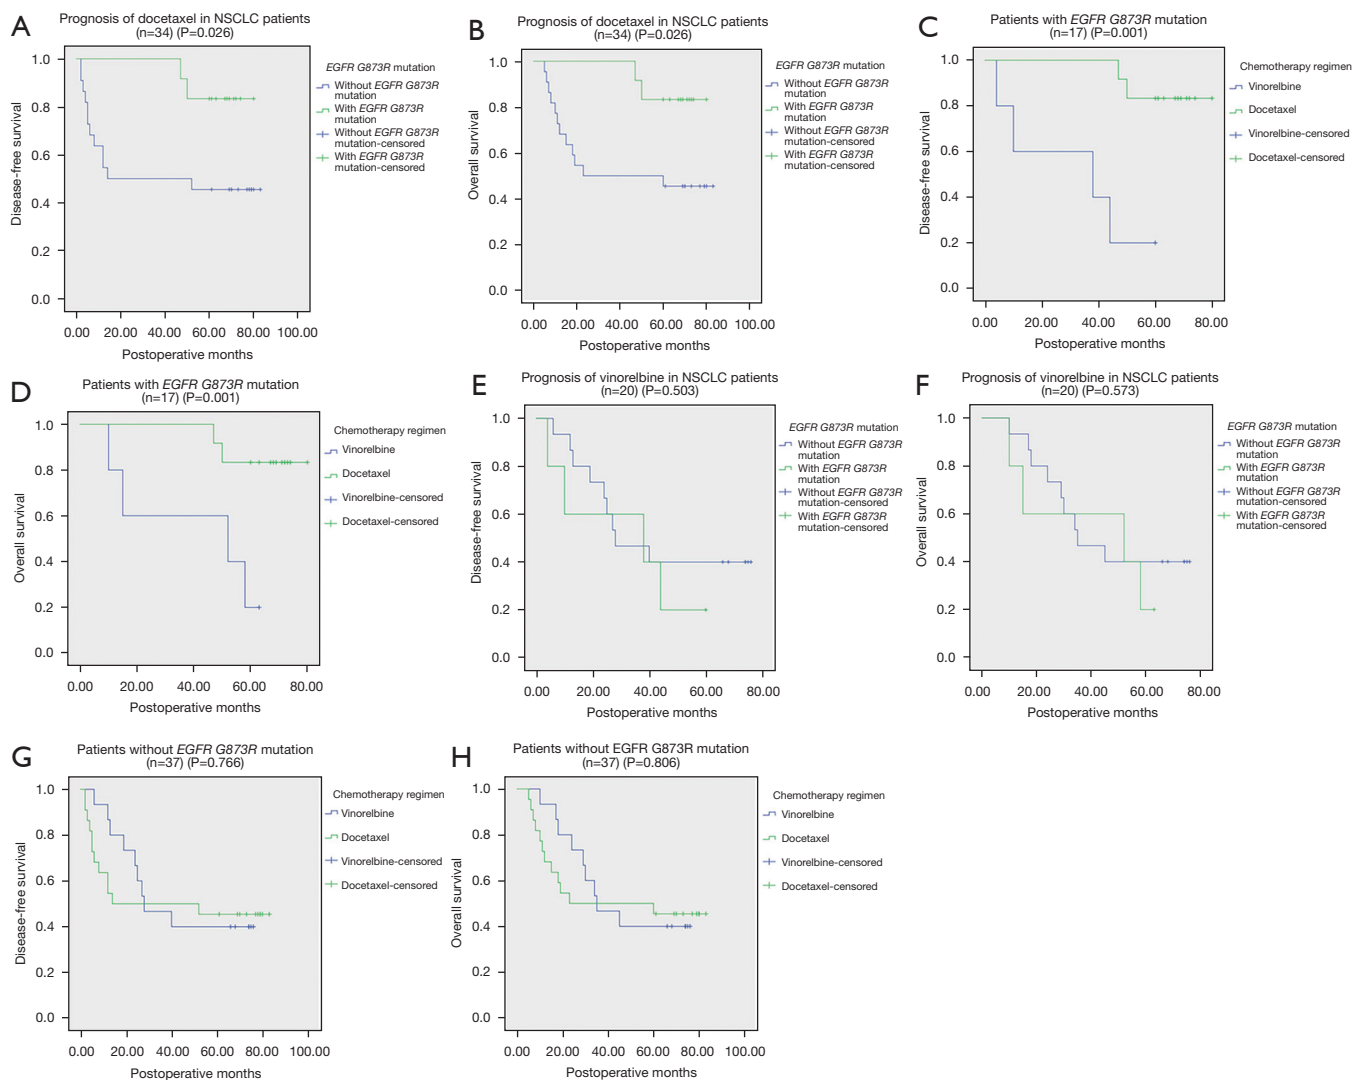 A
Prognosis of docetaxel in NSCLC patients
(n=34) (P=0.026)
Disease-free survival
1.0
0.8
0.6
0.4
0.2
0.0
0.00 20.00 40.00 60.00 80.00 100.00
Postoperative months
EGFR G873R mutation
Without EGFR G873R
mutation
With EGFR G873R
mutation
Without EGFR G873R
mutation-censored
With EGFR G873R
mutation-censored
B
Prognosis of docetaxel in NSCLC patients
(n=34) (P=0.026)
Overall survival
1.0
0.8
0.6
0.4
0.2
0.0
0.00 20.00 40.00 60.00 80.00 100.00
Postoperative months
EGFR G873R mutation
Without EGFR G873R
mutation
With EGFR G873R
mutation
Without EGFR G873R
mutation-censored
With EGFR G873R
mutation-censored
C
Patients with EGFR G873R mutation
(n=17) (P=0.001)
Disease-free survival
1.0
0.8
0.6
0.4
0.2
0.0
0.00 20.00 40.00 60.00 80.00
Postoperative months
Chemotherapy regimen
Vinorelbine
Docetaxel
Vinorelbine-censored
Docetaxel-censored
D
Patients with EGFR G873R mutation
(n=17) (P=0.001)
Overall survival
1.0
0.8
0.6
0.4
0.2
0.0
0.00 20.00 40.00 60.00 80.00
Postoperative months
Chemotherapy regimen
Vinorelbine
Docetaxel
Vinorelbine-censored
Docetaxel-censored
E
Prognosis of vinorelbine in NSCLC patients
(n=20) (P=0.503)
Disease-free survival
1.0
0.8
0.6
0.4
0.2
0.0
0.00 20.00 40.00 60.00 80.00
Postoperative months
EGFR G873R mutation
Without EGFR G873R
mutation
With EGFR G873R
mutation
Without EGFR G873R
mutation-censored
With EGFR G873R
mutation-censored
F
Prognosis of vinorelbine in NSCLC patients
(n=20) (P=0.573)
Overall survival
1.0
0.8
0.6
0.4
0.2
0.0
0.00 20.00 40.00 60.00 80.00
Postoperative months
EGFR G873R mutation
Without EGFR G873R
mutation
With EGFR G873R
mutation
Without EGFR G873R
mutation-censored
With EGFR G873R
mutation-censored
G
Patients without EGFR G873R mutation
(n=37) (P=0.766)
Disease-free survival
1.0
0.8
0.6
0.4
0.2
0.0
0.00 20.00 40.00 60.00 80.00 100.00
Postoperative months
Chemotherapy regimen
Vinorelbine
Docetaxel
Vinorelbine-censored
Docetaxel-censored
H
Patients without EGFR G873R mutation
(n=37) (P=0.806)
Overall survival
1.0
0.8
0.6
0.4
0.2
0.0
0.00 20.00 40.00 60.00 80.00 100.00
Postoperative months
Chemotherapy regimen
Vinorelbine
Docetaxel
Vinorelbine-censored
Docetaxel-censored